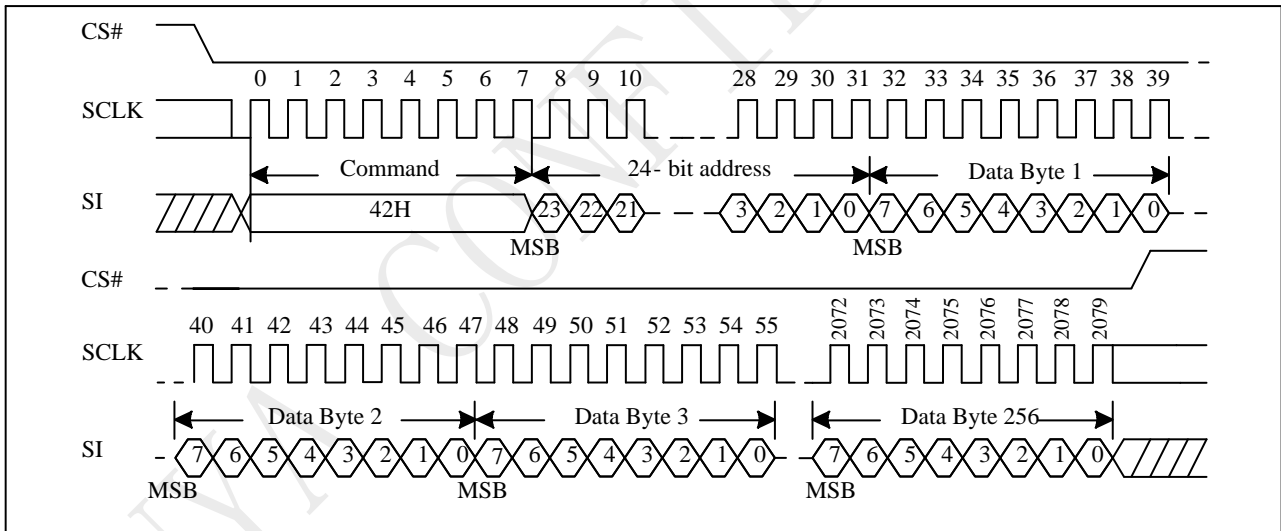 CS#
0 1 2 3 4 5 6 7 8 9 10 28 29 30 31 32 33 34 35 36 37 38 39
SCLK
Command 24- bit address Data Byte 1
SI 42H 23 22 21 3 2 1 0 7 6 5 4 3 2 1 0
MSB MSB
CS#
40 41 42 43 44 45 46 47 48 49 50 51 52 53 54 55 2072 2073 2074 2075 2076 2077 2078 2079
SCLK
Data Byte 2 Data Byte 3 Data Byte 256
SI 7 6 5 4 3 2 1 0 7 6 5 4 3 2 1 0 7 6 5 4 3 2 1 0
MSB MSB MSB